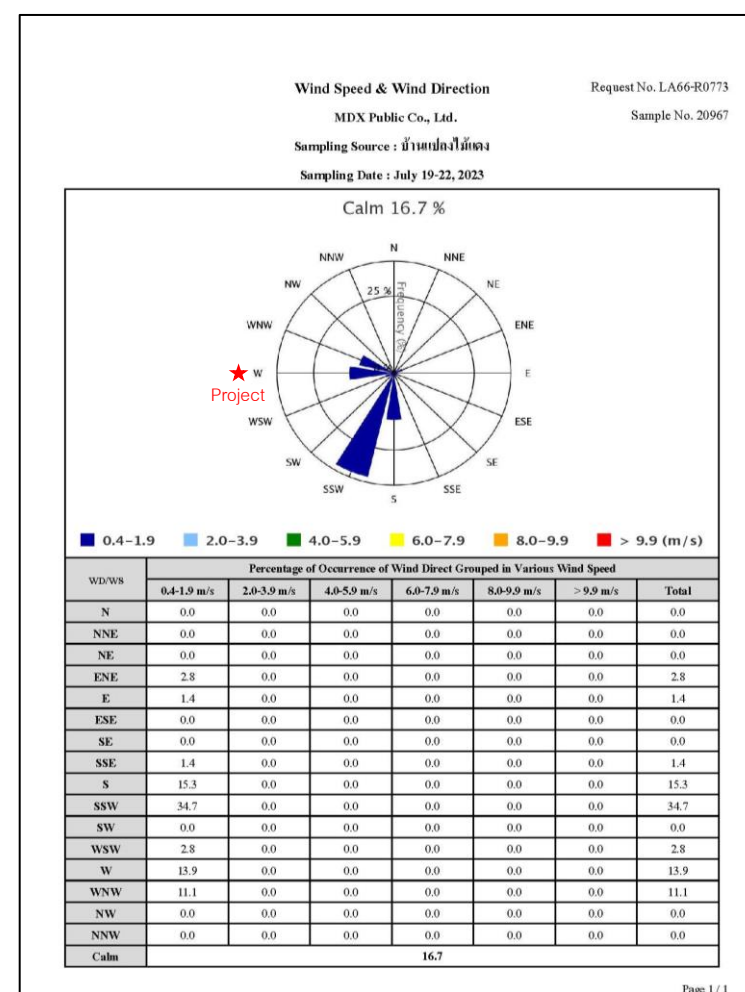 Wind Speed & Wind Direction
Request No. LA66-R0773
MDX Public Co., Ltd.
Sample No. 20967
Sampling Source : บ้านแปลงไม้แดง
Sampling Date : July 19-22, 2023
Calm 16.7 %
N
NNW NNE
NW NE
25 %
Frequency (%)
WNW ENE
W E
Project
WSW ESE
SW SE
SSW SSE
S
0.4-1.9 2.0-3.9 4.0-5.9 6.0-7.9 8.0-9.9 > 9.9 (m/s)
WD/WS Percentage of Occurrence of Wind Direct Grouped in Various Wind Speed
0.4-1.9 m/s 2.0-3.9 m/s 4.0-5.9 m/s 6.0-7.9 m/s 8.0-9.9 m/s > 9.9 m/s Total
N 0.0 0.0 0.0 0.0 0.0 0.0 0.0
NNE 0.0 0.0 0.0 0.0 0.0 0.0 0.0
NE 0.0 0.0 0.0 0.0 0.0 0.0 0.0
ENE 2.8 0.0 0.0 0.0 0.0 0.0 2.8
E 1.4 0.0 0.0 0.0 0.0 0.0 1.4
ESE 0.0 0.0 0.0 0.0 0.0 0.0 0.0
SE 0.0 0.0 0.0 0.0 0.0 0.0 0.0
SSE 1.4 0.0 0.0 0.0 0.0 0.0 1.4
S 15.3 0.0 0.0 0.0 0.0 0.0 15.3
SSW 34.7 0.0 0.0 0.0 0.0 0.0 34.7
SW 0.0 0.0 0.0 0.0 0.0 0.0 0.0
WSW 2.8 0.0 0.0 0.0 0.0 0.0 2.8
W 13.9 0.0 0.0 0.0 0.0 0.0 13.9
WNW 11.1 0.0 0.0 0.0 0.0 0.0 11.1
NW 0.0 0.0 0.0 0.0 0.0 0.0 0.0
NNW 0.0 0.0 0.0 0.0 0.0 0.0 0.0
Calm 16.7
Page 1 / 1